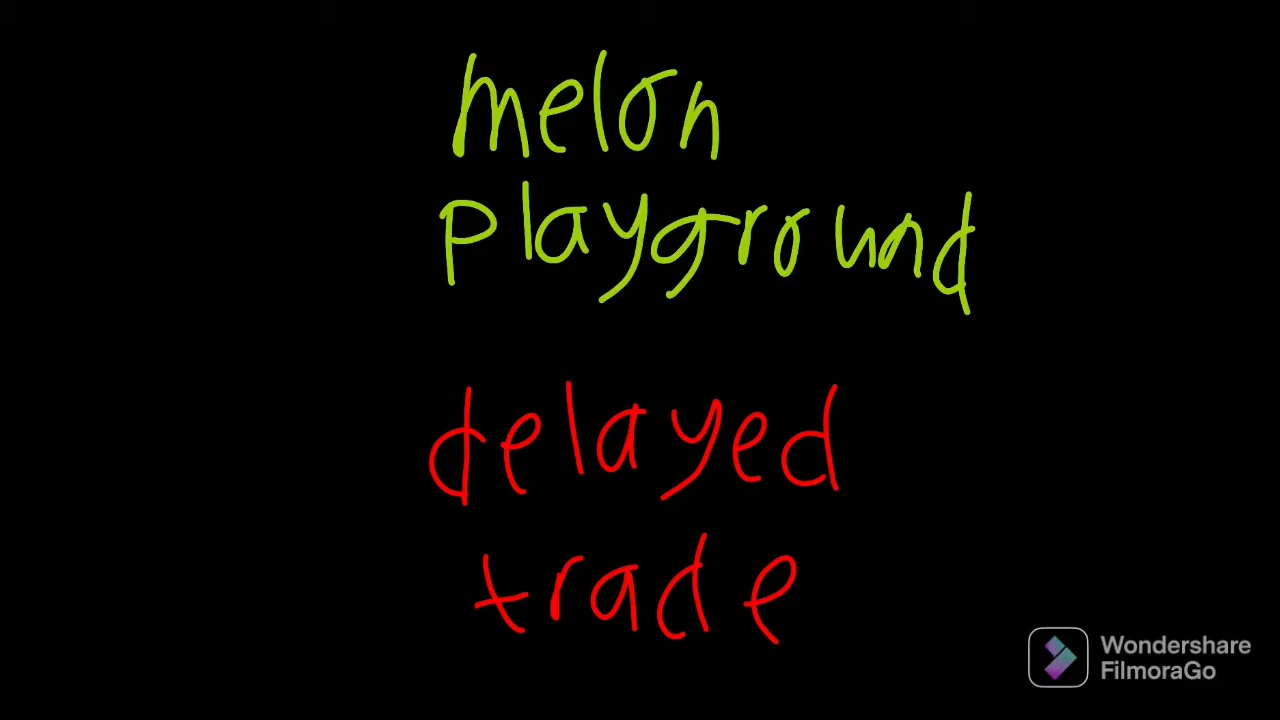 melon
playground
delayed
trade
Wondershare
FilmoraGo